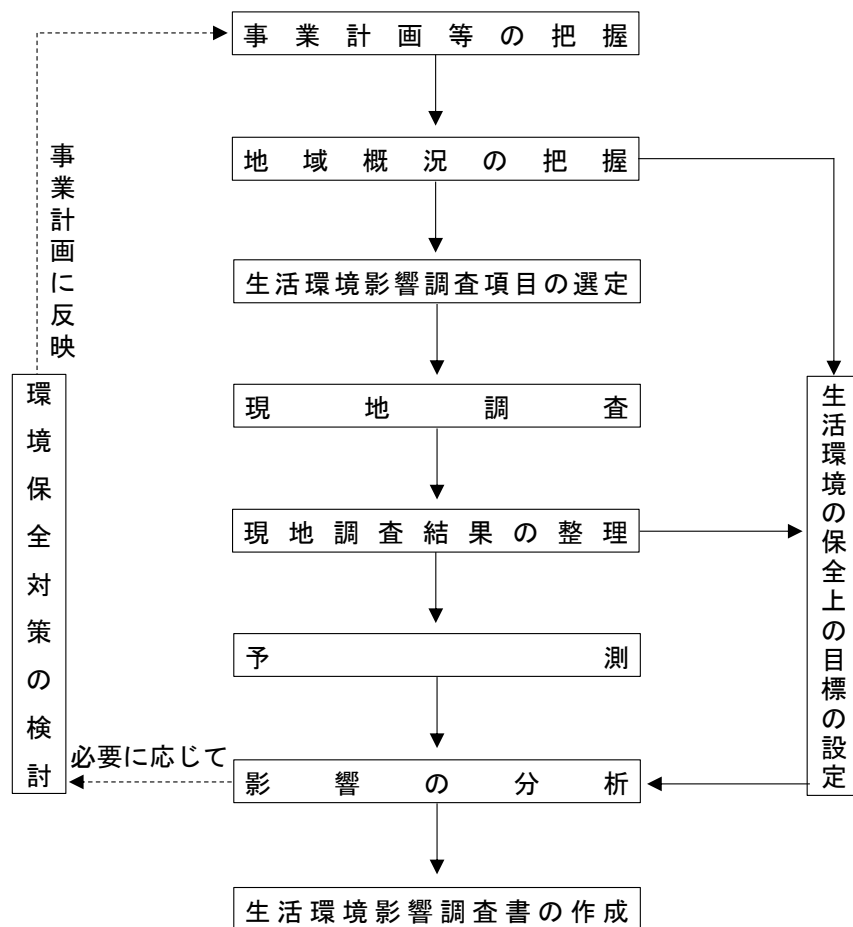 事業計画等の把握
地域概況の把握
生活環境影響調査項目の選定
現地調査
現地調査結果の整理
予測
影響の分析
生活環境影響調査書の作成
生活環境の保全上の目標の設定
必要に応じて
環境保全対策の検討
事業計画に反映